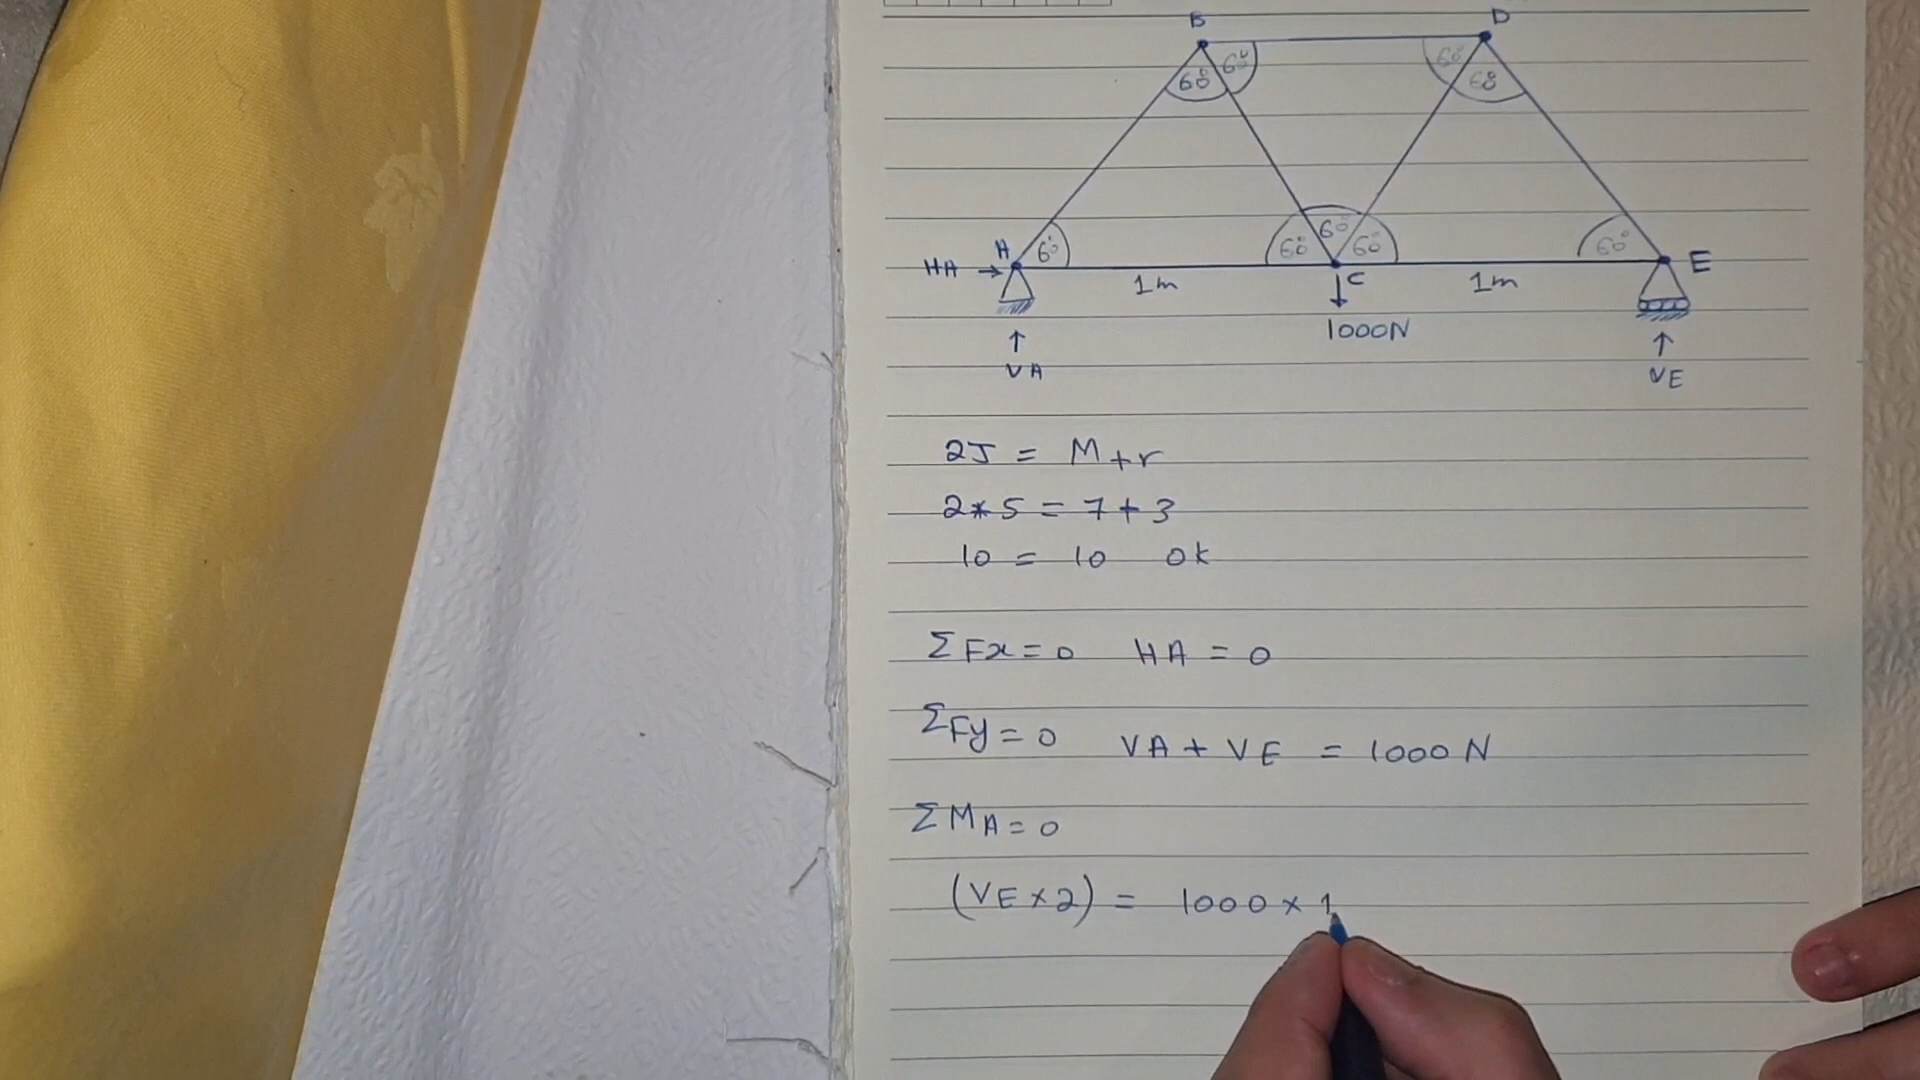 B D
60° 60° 60° 60°
60° 60° 60° 60° 60°
HA → A E
1m C 1m
1000N
↑ ↑
VA VE
2J = M+r
2*5 = 7+3
10 = 10 ok
ΣFx=0 HA = 0
ΣFy=0 VA + VE = 1000 N
ΣMA=0
(VE×2) = 1000×1